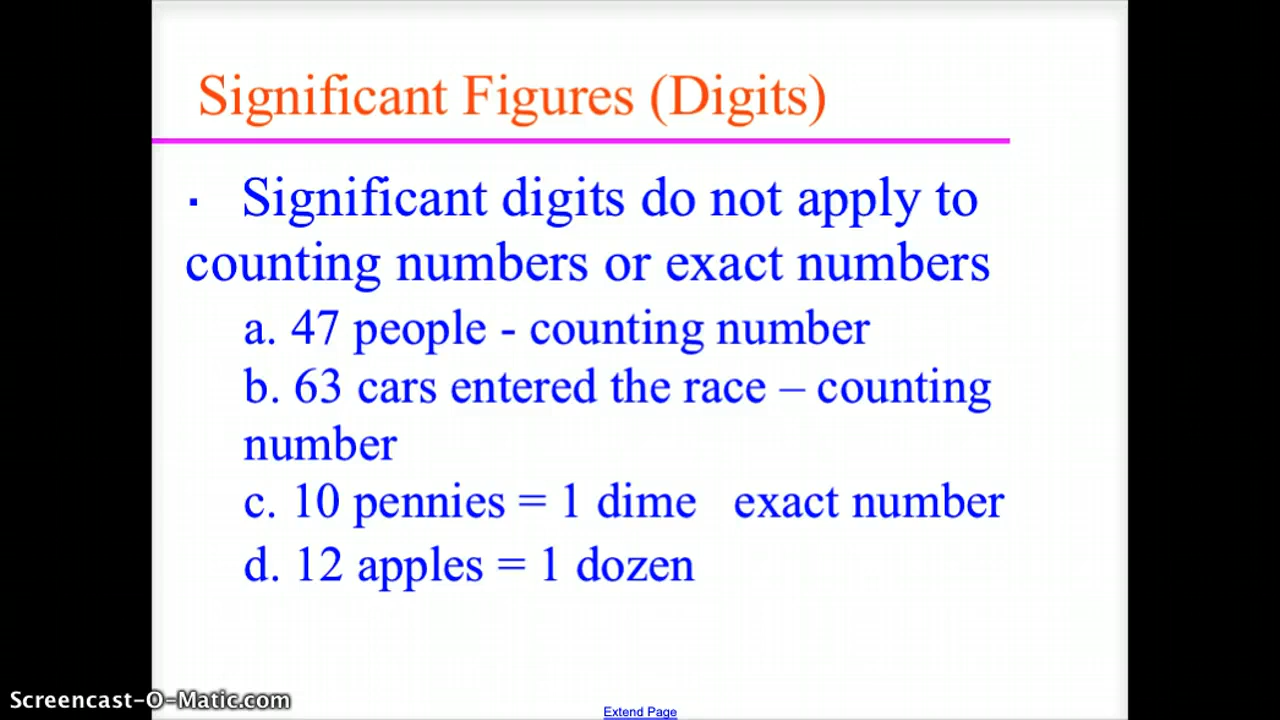 Significant Figures (Digits)
· Significant digits do not apply to
counting numbers or exact numbers
a. 47 people - counting number
b. 63 cars entered the race – counting
number
c. 10 pennies = 1 dime exact number
d. 12 apples = 1 dozen
Screencast-O-Matic.com
Extend Page